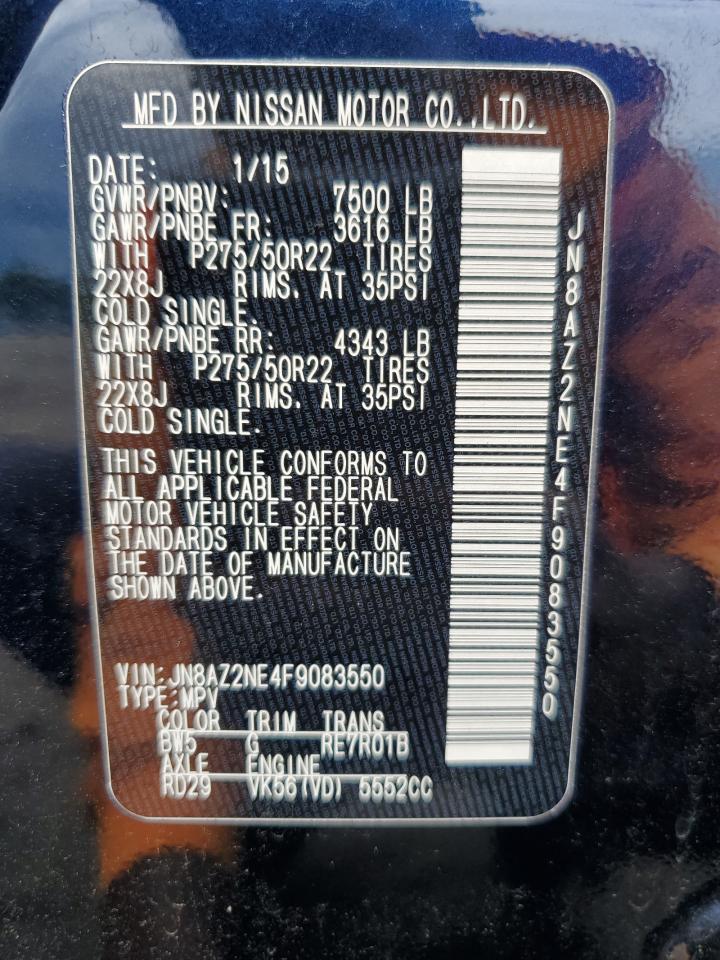 MFD BY NISSAN MOTOR CO.,LTD.
DATE: 1/15
GVWR/PNBV: 7500 LB
GAWR/PNBE FR: 3616 LB
WITH P275/50R22 TIRES
22X8J RIMS. AT 35PSI
COLD SINGLE.
GAWR/PNBE RR: 4343 LB
WITH P275/50R22 TIRES
22X8J RIMS. AT 35PSI
COLD SINGLE.
THIS VEHICLE CONFORMS TO
ALL APPLICABLE FEDERAL
MOTOR VEHICLE SAFETY
STANDARDS IN EFFECT ON
THE DATE OF MANUFACTURE
SHOWN ABOVE.
VIN:JN8AZ2NE4F9083550
TYPE:MPV
COLOR TRIM TRANS
BW5 G RE7R01B
AXLE ENGINE
RD29 VK56(VD) 5552CC
JN8AZ2NE4F9083550